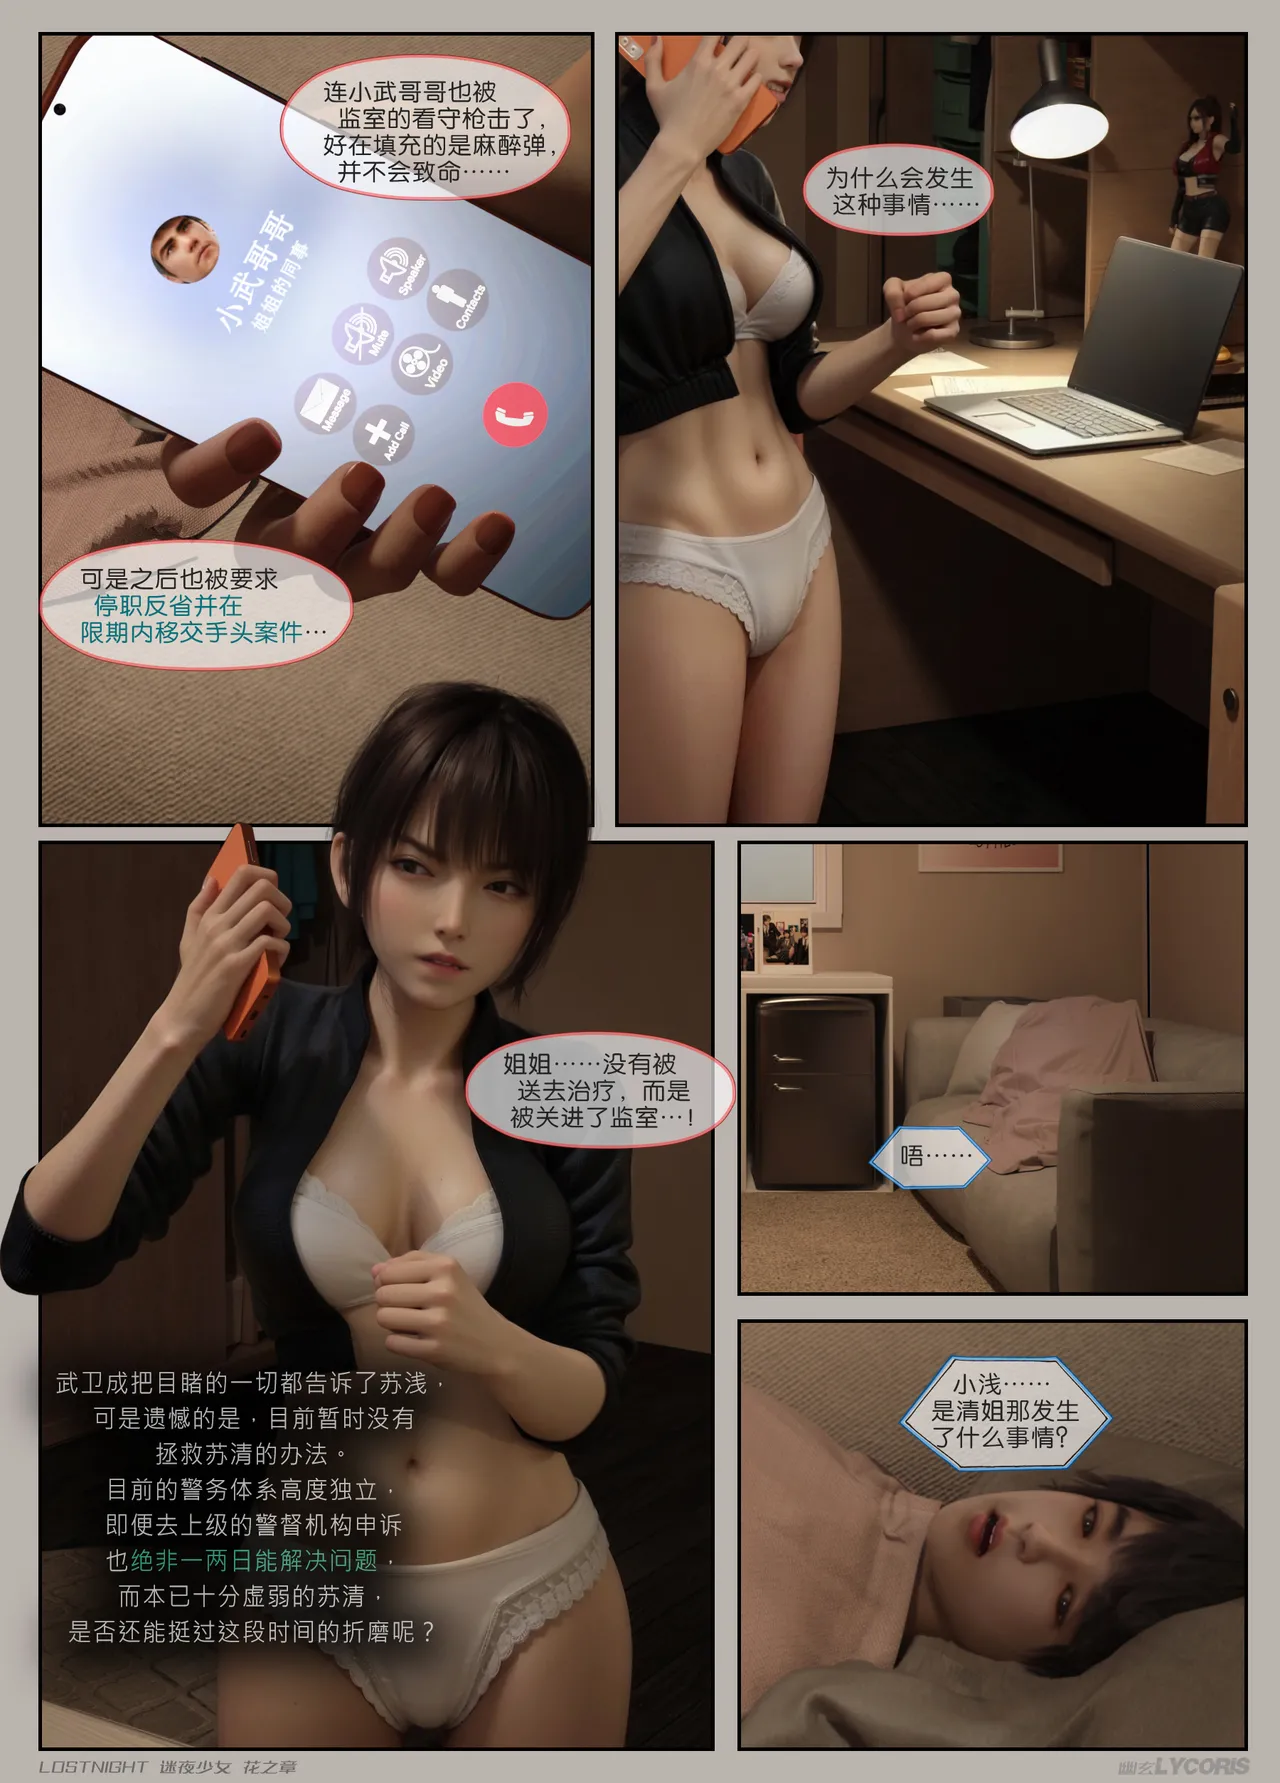 连小武哥哥也被
监室的看守枪击了，
好在填充的是麻醉弹，
并不会致命……
小武哥哥
姐姐的同事
Speaker
Contacts
Mute
Video
Message
Add Call
可是之后也被要求
停职反省并在
限期内移交手头案件…
为什么会发生
这种事情……
姐姐……没有被
送去治疗，而是
被关进了监室…！
武卫成把目睹的一切都告诉了苏浅，
可是遗憾的是，目前暂时没有
拯救苏清的办法。
目前的警务体系高度独立，
即便去上级的警督机构申诉
也绝非一两日能解决问题，
而本已十分虚弱的苏清，
是否还能挺过这段时间的折磨呢？
唔……
小浅……
是清姐那发生
了什么事情？
LOSTNIGHT 迷夜少女 花之章
幽玄LYCORIS